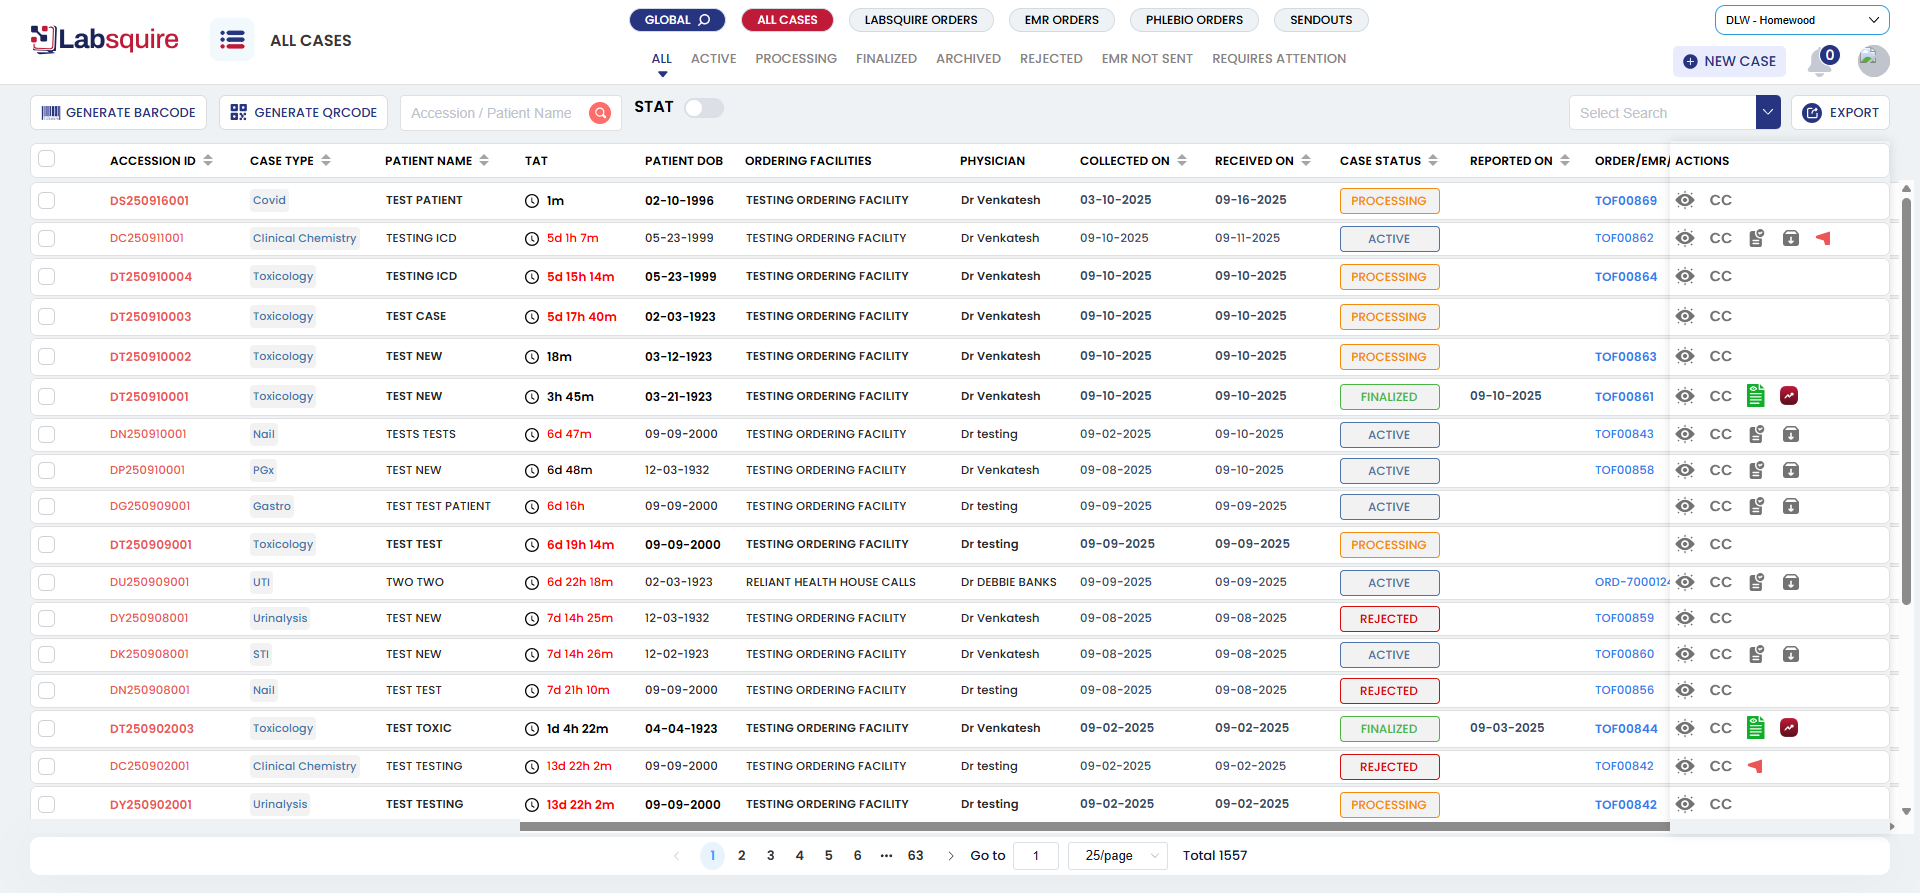 Labsquire
ALL CASES
GLOBAL ALL CASES LABSQUIRE ORDERS EMR ORDERS PHLEBIO ORDERS SENDOUTS
DLW - Homewood
ALL ACTIVE PROCESSING FINALIZED ARCHIVED REJECTED EMR NOT SENT REQUIRES ATTENTION
NEW CASE 0
GENERATE BARCODE GENERATE QRCODE Accession / Patient Name STAT Select Search EXPORT
ACCESSION ID CASE TYPE PATIENT NAME TAT PATIENT DOB ORDERING FACILITIES PHYSICIAN COLLECTED ON RECEIVED ON CASE STATUS REPORTED ON ORDER/EMR/ ACTIONS
DS250916001 Covid TEST PATIENT 1m 02-10-1996 TESTING ORDERING FACILITY Dr Venkatesh 03-10-2025 09-16-2025 PROCESSING TOF00869 CC
DC250911001 Clinical Chemistry TESTING ICD 5d 1h 7m 05-23-1999 TESTING ORDERING FACILITY Dr Venkatesh 09-10-2025 09-11-2025 ACTIVE TOF00862 CC
DT250910004 Toxicology TESTING ICD 5d 15h 14m 05-23-1999 TESTING ORDERING FACILITY Dr Venkatesh 09-10-2025 09-10-2025 PROCESSING TOF00864 CC
DT250910003 Toxicology TEST CASE 5d 17h 40m 02-03-1923 TESTING ORDERING FACILITY Dr Venkatesh 09-10-2025 09-10-2025 PROCESSING CC
DT250910002 Toxicology TEST NEW 18m 03-12-1923 TESTING ORDERING FACILITY Dr Venkatesh 09-10-2025 09-10-2025 PROCESSING TOF00863 CC
DT250910001 Toxicology TEST NEW 3h 45m 03-21-1923 TESTING ORDERING FACILITY Dr Venkatesh 09-10-2025 09-10-2025 FINALIZED 09-10-2025 TOF00861 CC
DN250910001 Nail TESTS TESTS 6d 47m 09-09-2000 TESTING ORDERING FACILITY Dr testing 09-02-2025 09-10-2025 ACTIVE TOF00843 CC
DP250910001 PGx TEST NEW 6d 48m 12-03-1932 TESTING ORDERING FACILITY Dr Venkatesh 09-08-2025 09-10-2025 ACTIVE TOF00858 CC
DG250909001 Gastro TEST TEST PATIENT 6d 16h 09-09-2000 TESTING ORDERING FACILITY Dr testing 09-09-2025 09-09-2025 ACTIVE CC
DT250909001 Toxicology TEST TEST 6d 19h 14m 09-09-2000 TESTING ORDERING FACILITY Dr testing 09-09-2025 09-09-2025 PROCESSING CC
DU250909001 UTI TWO TWO 6d 22h 18m 02-03-1923 RELIANT HEALTH HOUSE CALLS Dr DEBBIE BANKS 09-09-2025 09-09-2025 ACTIVE ORD-7000124 CC
DY250908001 Urinalysis TEST NEW 7d 14h 25m 12-03-1932 TESTING ORDERING FACILITY Dr Venkatesh 09-08-2025 09-08-2025 REJECTED TOF00859 CC
DK250908001 STI TEST NEW 7d 14h 26m 12-02-1923 TESTING ORDERING FACILITY Dr Venkatesh 09-08-2025 09-08-2025 ACTIVE TOF00860 CC
DN250908001 Nail TEST TEST 7d 21h 10m 09-09-2000 TESTING ORDERING FACILITY Dr testing 09-08-2025 09-08-2025 REJECTED TOF00856 CC
DT250902003 Toxicology TEST TOXIC 1d 4h 22m 04-04-1923 TESTING ORDERING FACILITY Dr Venkatesh 09-02-2025 09-02-2025 FINALIZED 09-03-2025 TOF00844 CC
DC250902001 Clinical Chemistry TEST TESTING 13d 22h 2m 09-09-2000 TESTING ORDERING FACILITY Dr testing 09-02-2025 09-02-2025 REJECTED TOF00842 CC
DY250902001 Urinalysis TEST TESTING 13d 22h 2m 09-09-2000 TESTING ORDERING FACILITY Dr testing 09-02-2025 09-02-2025 PROCESSING TOF00842 CC
1 2 3 4 5 6 ••• 63 Go to 1 25/page Total 1557